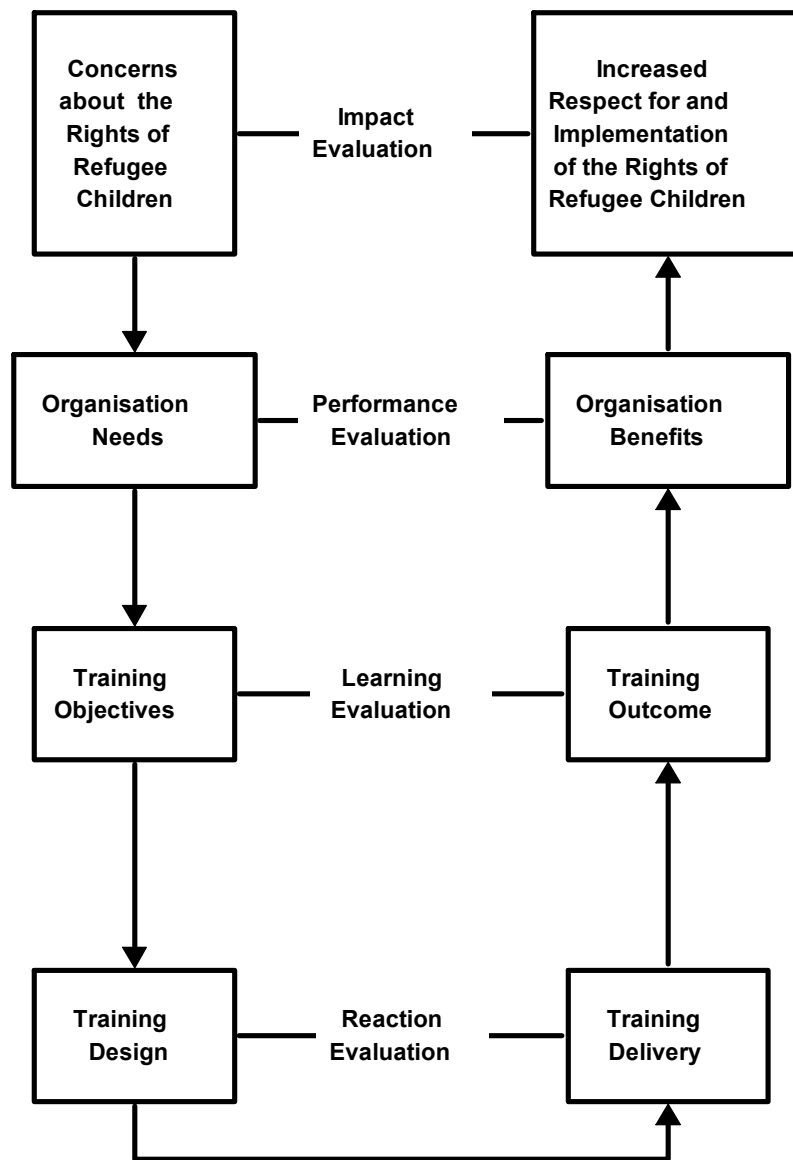 Concerns
about the
Rights of
Refugee
Children
Impact
Evaluation
Increased
Respect for and
Implementation
of the Rights of
Refugee Children
Organisation
Needs
Performance
Evaluation
Organisation
Benefits
Training
Objectives
Learning
Evaluation
Training
Outcome
Training
Design
Reaction
Evaluation
Training
Delivery